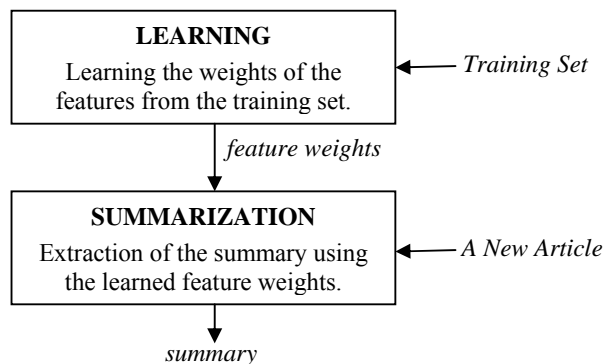 LEARNING
Learning the weights of the
features from the training set.
Training Set
feature weights
SUMMARIZATION
Extraction of the summary using
the learned feature weights.
A New Article
summary